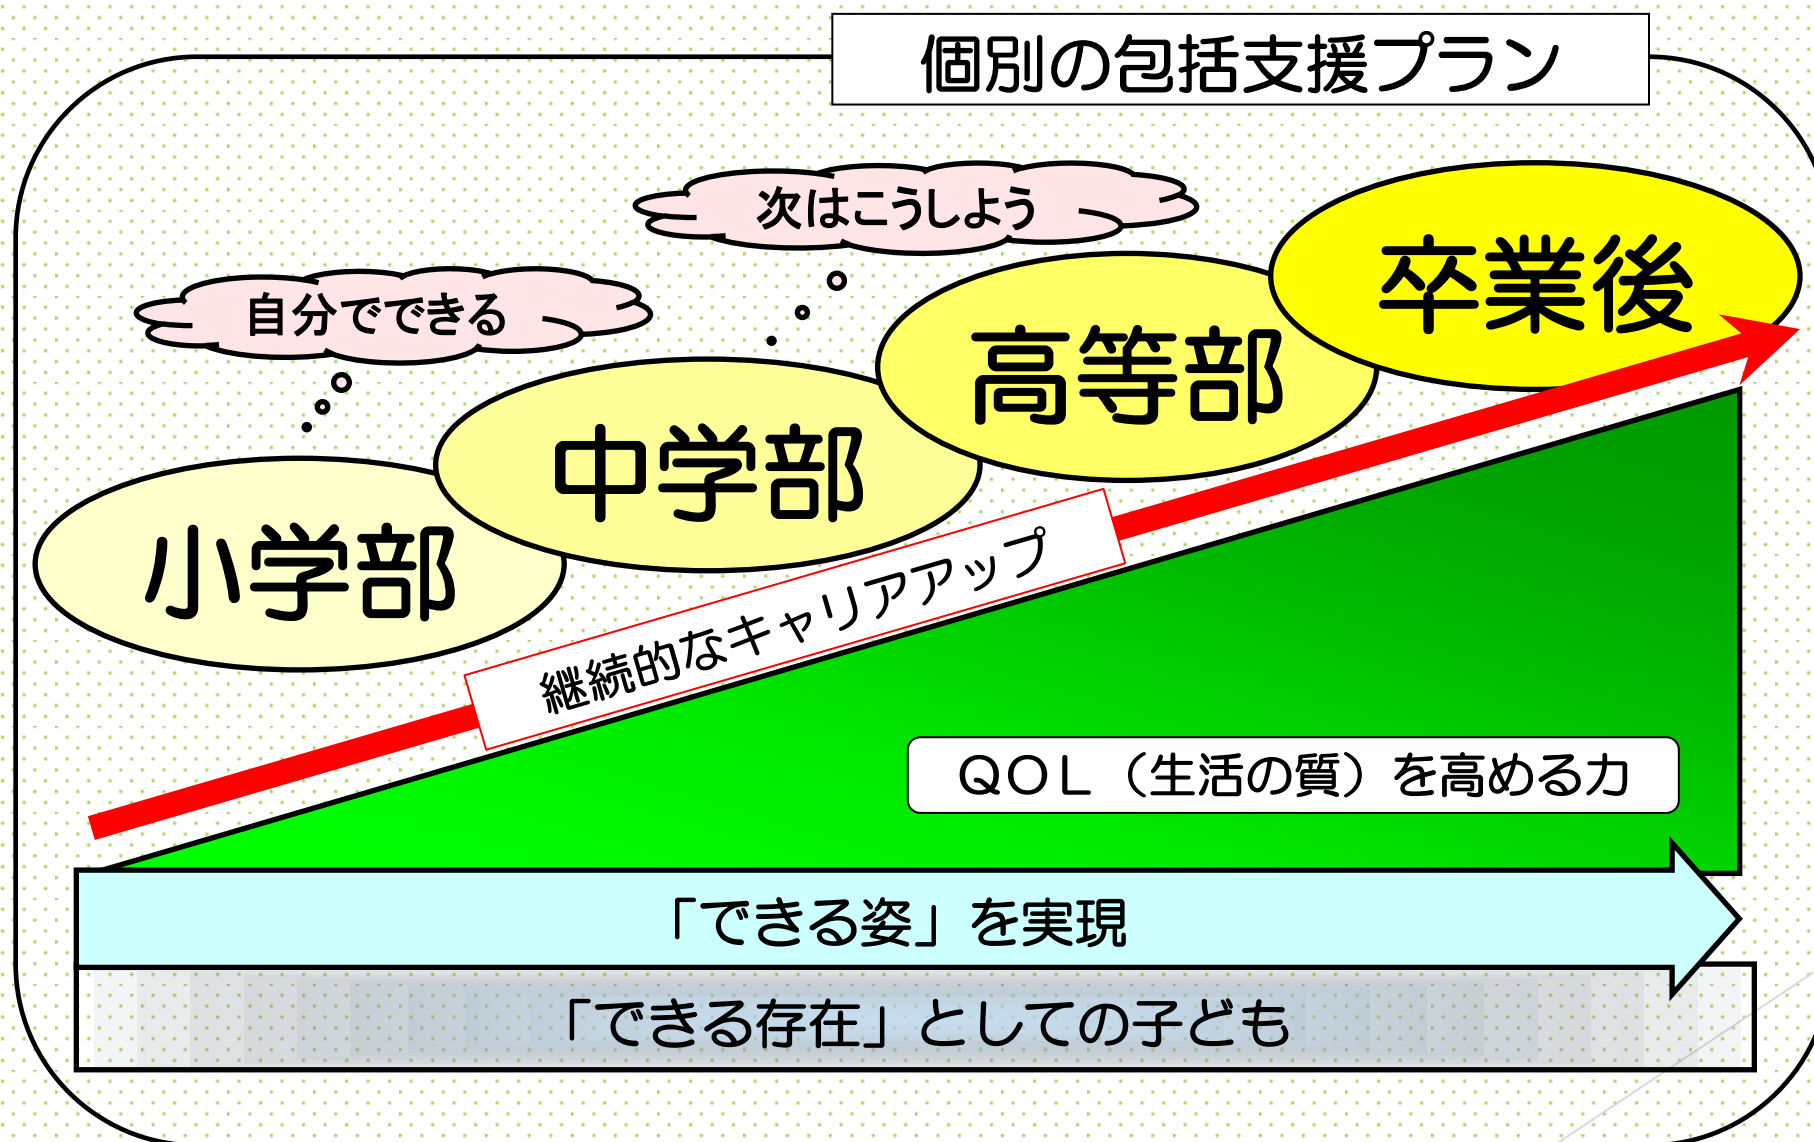 個別の包括支援プラン
次はこうしよう
自分でできる
卒業後
高等部
中学部
小学部
継続的なキャリアアップ
QOL（生活の質）を高める力
「できる姿」を実現
「できる存在」としての子ども